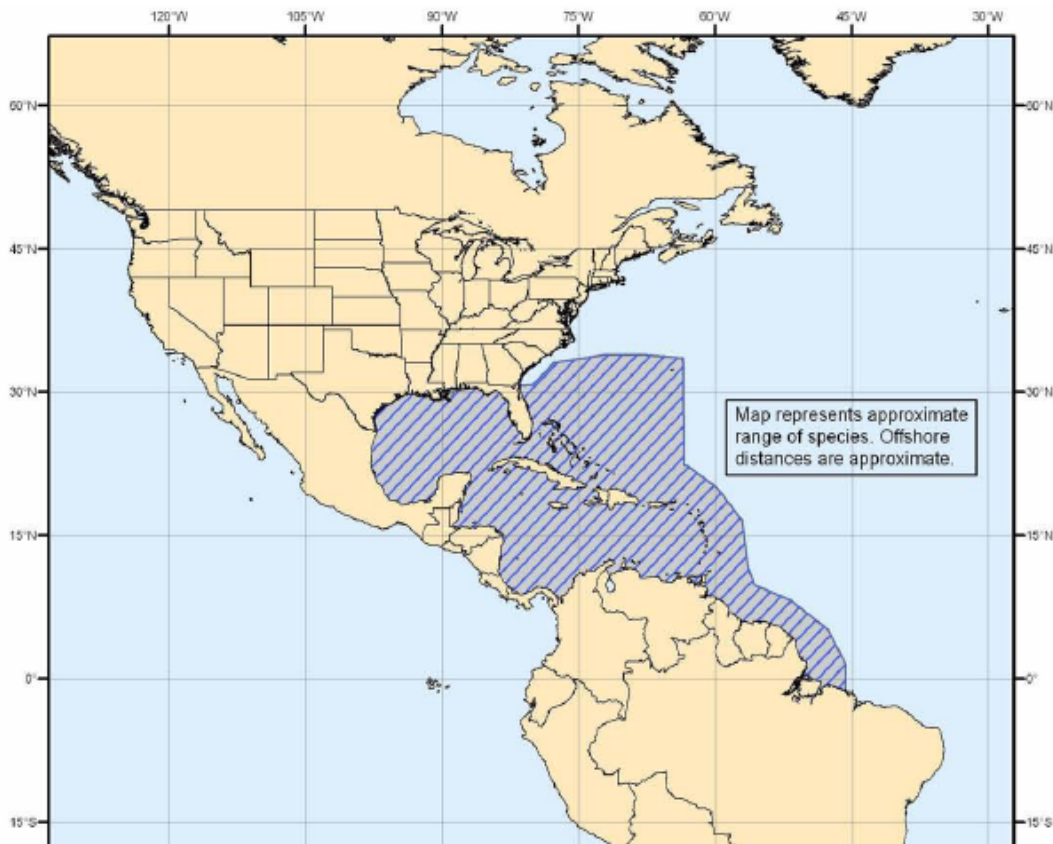 120°W 105°W 90°W 75°W 60°W 45°W 30°W
60°N 60°N
45°N 45°N
30°N 30°N
Map represents approximate
range of species. Offshore
distances are approximate.
15°N 15°N
0° 0°
15°S 15°S